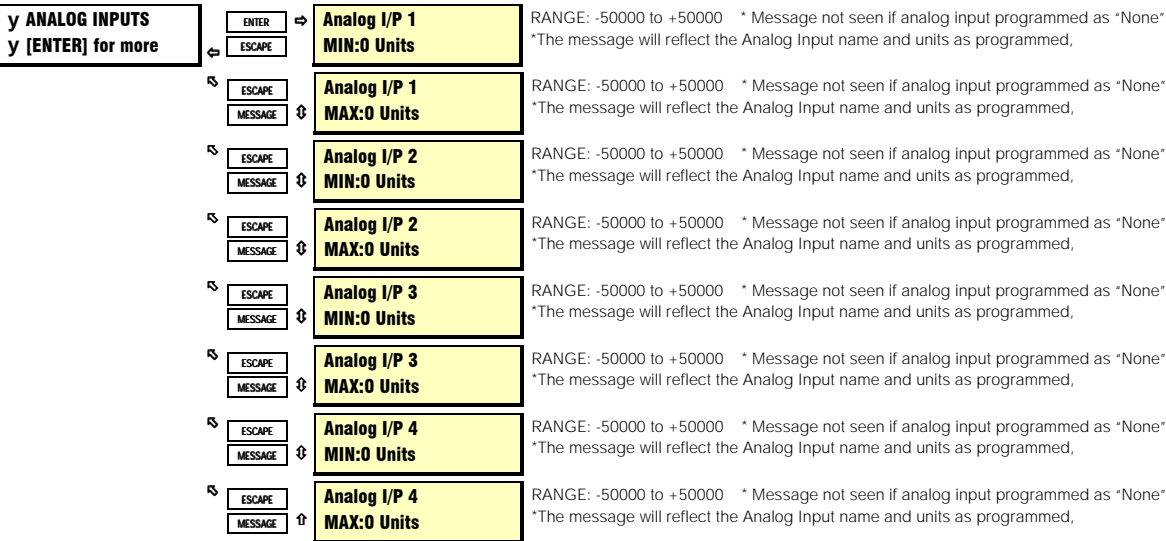 y ANALOG INPUTS
y [ENTER] for more
ENTER ⇨
⇦ ESCAPE
Analog I/P 1
MIN:0 Units
RANGE: -50000 to +50000 * Message not seen if analog input programmed as “None”
*The message will reflect the Analog Input name and units as programmed,
ESCAPE
MESSAGE
Analog I/P 1
MAX:0 Units
RANGE: -50000 to +50000 * Message not seen if analog input programmed as “None”
*The message will reflect the Analog Input name and units as programmed,
ESCAPE
MESSAGE
Analog I/P 2
MIN:0 Units
RANGE: -50000 to +50000 * Message not seen if analog input programmed as “None”
*The message will reflect the Analog Input name and units as programmed,
ESCAPE
MESSAGE
Analog I/P 2
MAX:0 Units
RANGE: -50000 to +50000 * Message not seen if analog input programmed as “None”
*The message will reflect the Analog Input name and units as programmed,
ESCAPE
MESSAGE
Analog I/P 3
MIN:0 Units
RANGE: -50000 to +50000 * Message not seen if analog input programmed as “None”
*The message will reflect the Analog Input name and units as programmed,
ESCAPE
MESSAGE
Analog I/P 3
MAX:0 Units
RANGE: -50000 to +50000 * Message not seen if analog input programmed as “None”
*The message will reflect the Analog Input name and units as programmed,
ESCAPE
MESSAGE
Analog I/P 4
MIN:0 Units
RANGE: -50000 to +50000 * Message not seen if analog input programmed as “None”
*The message will reflect the Analog Input name and units as programmed,
ESCAPE
MESSAGE
Analog I/P 4
MAX:0 Units
RANGE: -50000 to +50000 * Message not seen if analog input programmed as “None”
*The message will reflect the Analog Input name and units as programmed,